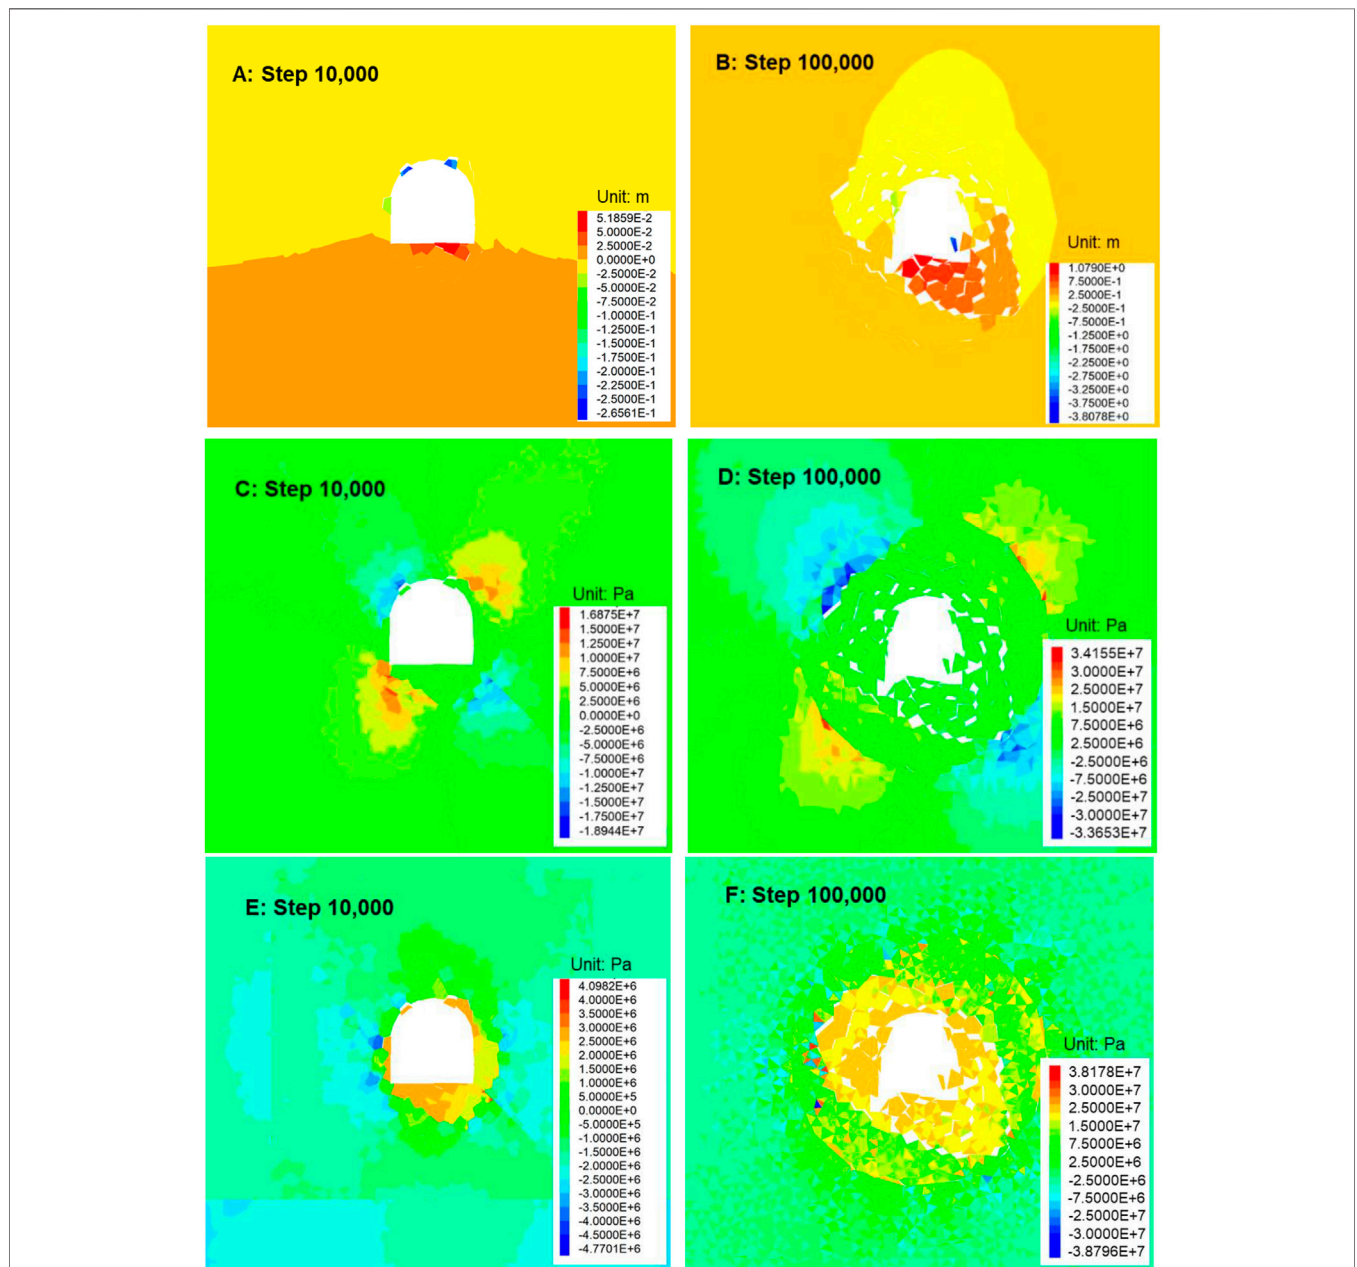 A: Step 10,000
Unit: m
5.1859E-2
5.0000E-2
2.5000E-2
0.0000E+0
-2.5000E-2
-5.0000E-2
-7.5000E-2
-1.0000E-1
-1.2500E-1
-1.5000E-1
-1.7500E-1
-2.0000E-1
-2.2500E-1
-2.5000E-1
-2.6561E-1
B: Step 100,000
Unit: m
1.0790E+0
7.5000E-1
2.5000E-1
-2.5000E-1
-7.5000E-1
-1.2500E+0
-1.7500E+0
-2.2500E+0
-2.7500E+0
-3.2500E+0
-3.7500E+0
-3.8078E+0
C: Step 10,000
Unit: Pa
1.6875E+7
1.5000E+7
1.2500E+7
1.0000E+7
7.5000E+6
5.0000E+6
2.5000E+6
0.0000E+0
-2.5000E+6
-5.0000E+6
-7.5000E+6
-1.0000E+7
-1.2500E+7
-1.5000E+7
-1.7500E+7
-1.8944E+7
D: Step 100,000
Unit: Pa
3.4155E+7
3.0000E+7
2.5000E+7
1.5000E+7
7.5000E+6
2.5000E+6
-2.5000E+6
-7.5000E+6
-2.5000E+7
-3.0000E+7
-3.3653E+7
E: Step 10,000
Unit: Pa
4.0982E+6
4.0000E+6
3.5000E+6
3.0000E+6
2.5000E+6
2.0000E+6
1.5000E+6
1.0000E+6
5.0000E+5
0.0000E+0
-5.0000E+5
-1.0000E+6
-1.5000E+6
-2.0000E+6
-2.5000E+6
-3.0000E+6
-3.5000E+6
-4.0000E+6
-4.5000E+6
-4.7701E+6
F: Step 100,000
Unit: Pa
3.8178E+7
3.0000E+7
2.5000E+7
1.5000E+7
7.5000E+6
2.5000E+6
-2.5000E+6
-7.5000E+6
-2.5000E+7
-3.0000E+7
-3.8796E+7